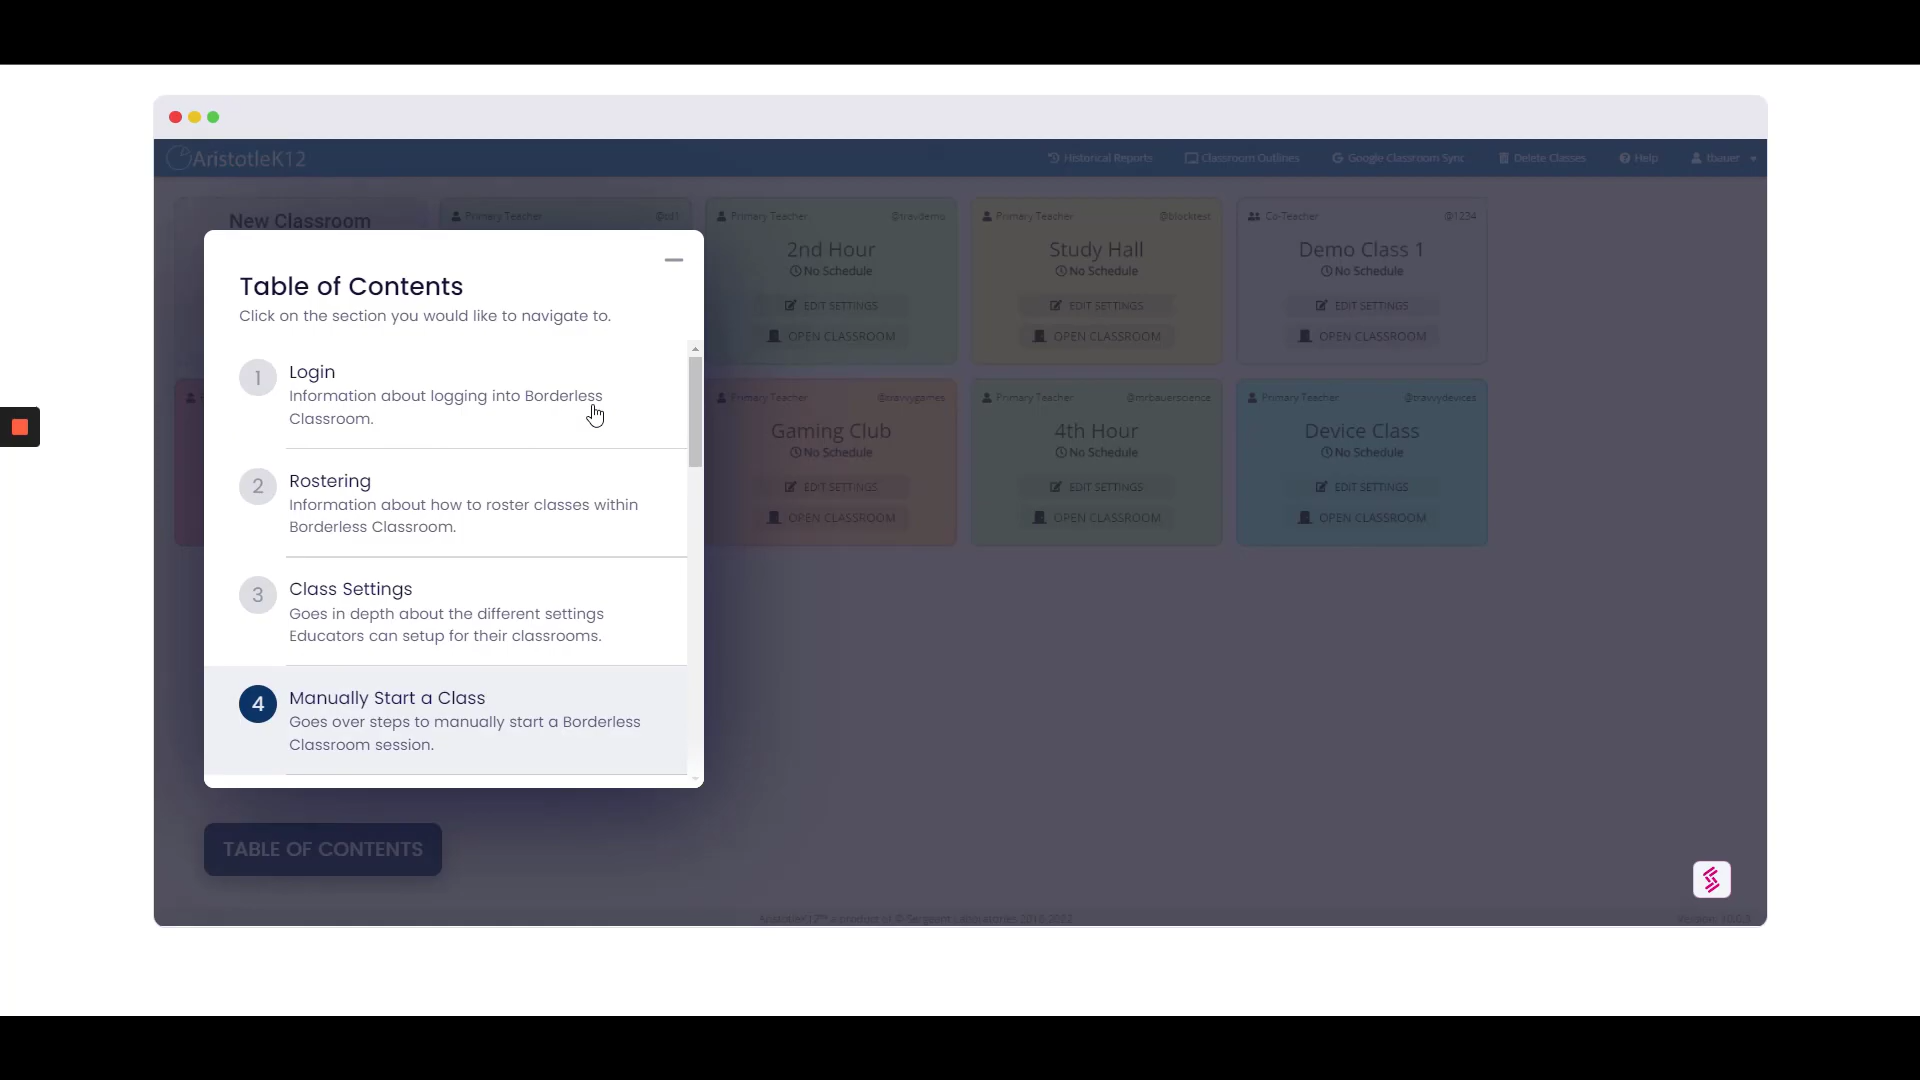 AristotleK12
Historical Reports
Classroom Outlines
Google Classroom Sync
Delete Classes
Help
tbauer
New Classroom
Primary Teacher
Primary Teacher @travdemo
2nd Hour
No Schedule
EDIT SETTINGS
OPEN CLASSROOM
Primary Teacher @blocktest
Study Hall
No Schedule
EDIT SETTINGS
OPEN CLASSROOM
Co-Teacher @1234
Demo Class 1
No Schedule
EDIT SETTINGS
OPEN CLASSROOM
Primary Teacher @travvygames
Gaming Club
No Schedule
EDIT SETTINGS
OPEN CLASSROOM
Primary Teacher @mrbauerscience
4th Hour
No Schedule
EDIT SETTINGS
OPEN CLASSROOM
Primary Teacher @travvydevices
Device Class
No Schedule
EDIT SETTINGS
OPEN CLASSROOM
Table of Contents
Click on the section you would like to navigate to.
1
Login
Information about logging into Borderless
Classroom.
2
Rostering
Information about how to roster classes within
Borderless Classroom.
3
Class Settings
Goes in depth about the different settings
Educators can setup for their classrooms.
4
Manually Start a Class
Goes over steps to manually start a Borderless
Classroom session.
TABLE OF CONTENTS